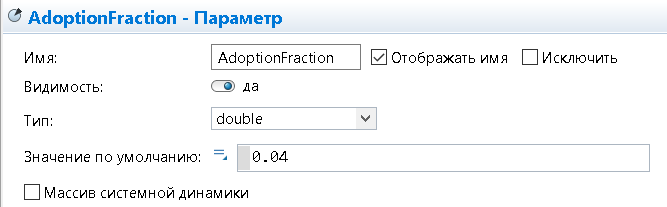 AdoptionFraction - Параметр
Имя: AdoptionFraction Отображать имя Исключить
Видимость: да
Тип: double
Значение по умолчанию: 0.04
Массив системной динамики